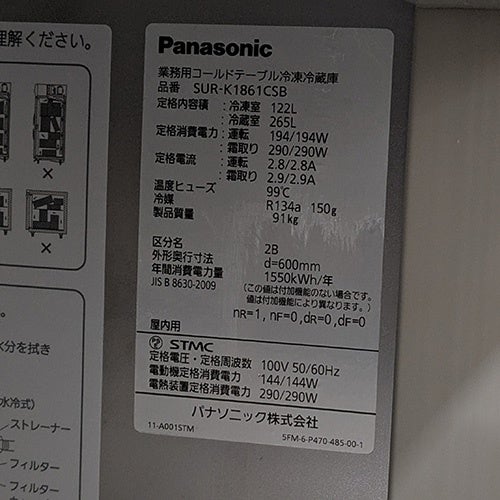 理解ください。
×
×
水分を拭き
水冷式)
ストレーナー
フィルター
フィルター
Panasonic
業務用コールドテーブル冷凍冷蔵庫
品番 SUR-K1861CSB
定格内容積 : 冷凍室 122L
: 冷蔵室 265L
定格消費電力 : 運転 194/194W
: 霜取り 290/290W
定格電流 : 運転 2.8/2.8A
: 霜取り 2.9/2.9A
温度ヒューズ 99℃
冷媒 R134a 150g
製品質量 91kg
区分名 2B
外形奥行寸法 d=600mm
年間消費電力量 1550kWh/年
JIS B 8630-2009 (この値は付加機能のない場合です。
値は付加機能により異なります。)
nR=1, nF=0,dR=0,dF=0
屋内用
STMC
定格電圧・定格周波数 100V 50/60Hz
電動機定格消費電力 144/144W
電熱装置定格消費電力 290/290W
パナソニック株式会社
11-A001STM
5FM-6-P470-485-00-1